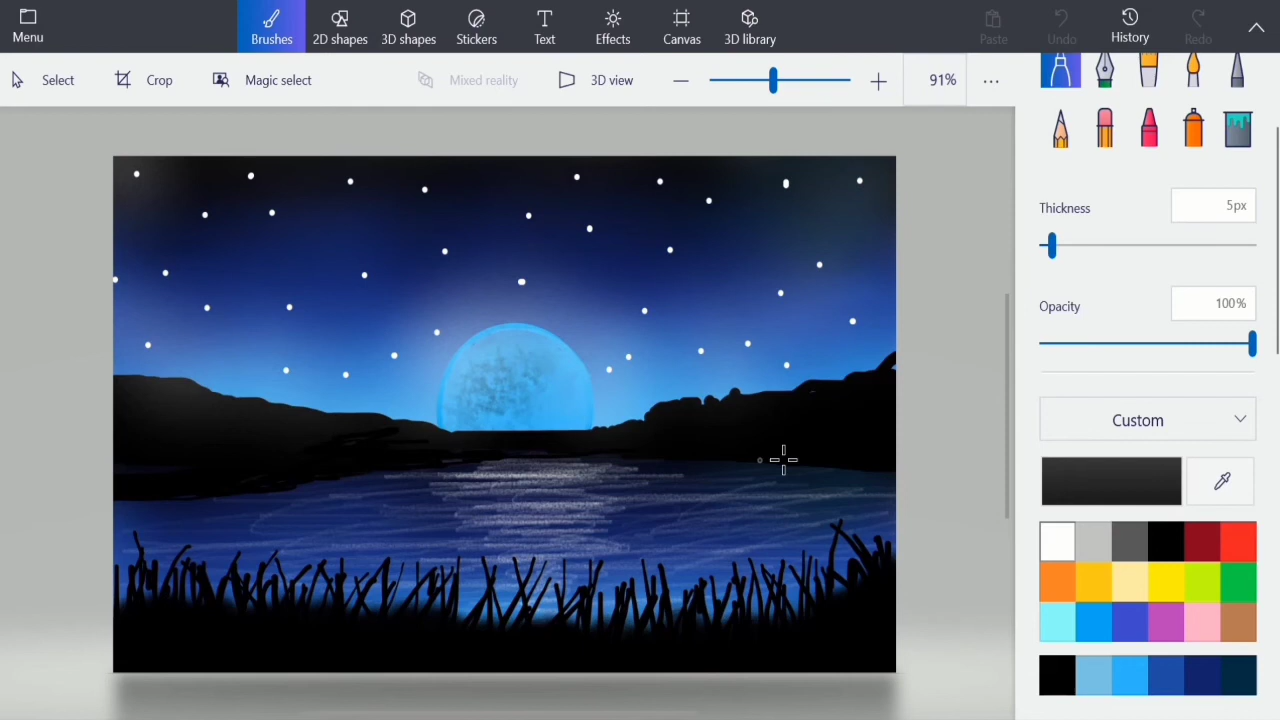 Menu
Brushes
2D shapes
3D shapes
Stickers
Text
Effects
Canvas
3D library
Paste
Undo
History
Redo
Select
Crop
Magic select
Mixed reality
3D view
91%
Thickness
5px
Opacity
100%
Custom